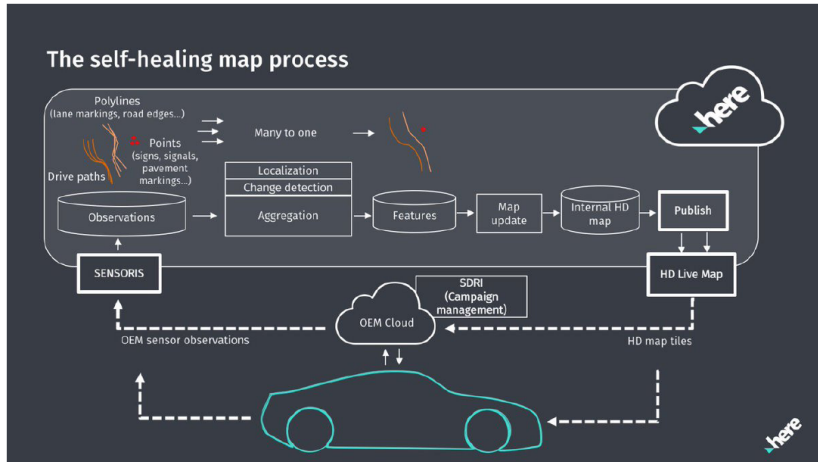 The self-healing map process
Polylines
(lane markings, road edges...)
Points
(signs, signals,
pavement
markings...)
Drive paths
Many to one
here
Observations
Localization
Change detection
Aggregation
Features
Map
update
Internal HD
map
Publish
SENSORIS
HD Live Map
SDRI
(Campaign
management)
OEM Cloud
OEM sensor observations
HD map tiles
here